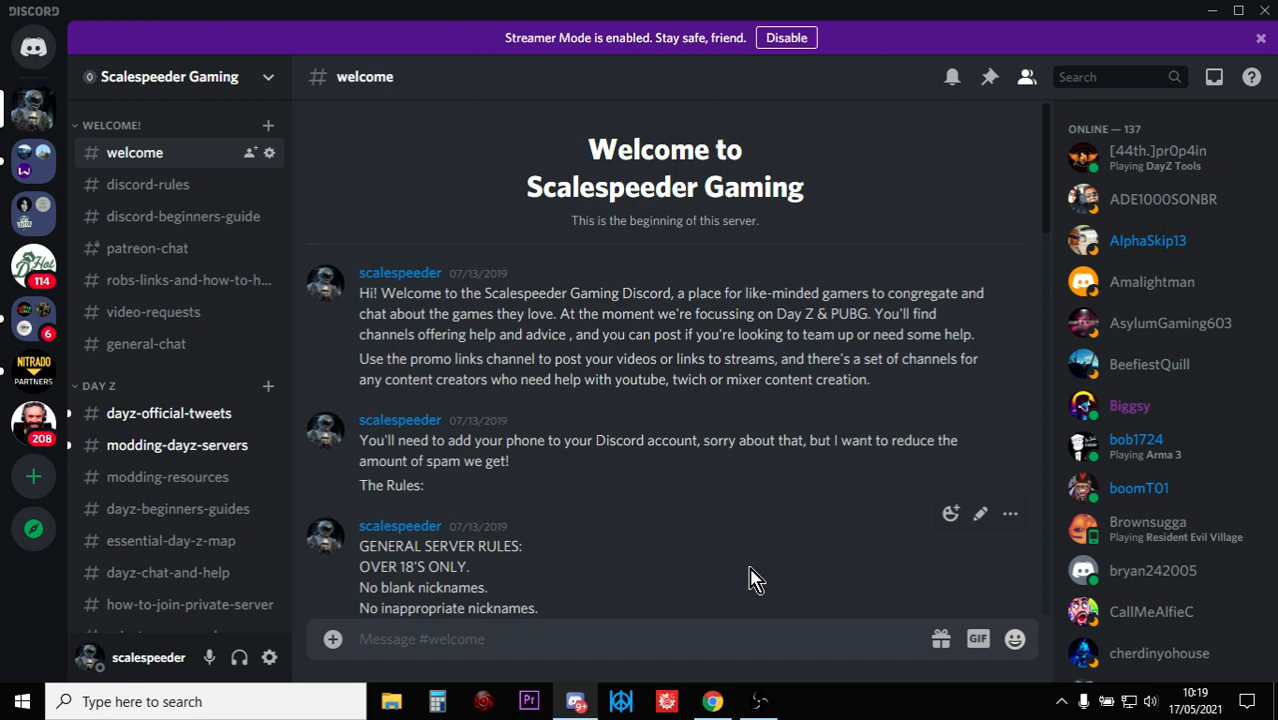 DISCORD
Streamer Mode is enabled. Stay safe, friend. Disable
Scalespeeder Gaming
WELCOME!
welcome
discord-rules
discord-beginners-guide
patreon-chat
robs-links-and-how-to-h...
video-requests
general-chat
DAY Z
dayz-official-tweets
modding-dayz-servers
modding-resources
dayz-beginners-guides
essential-day-z-map
dayz-chat-and-help
how-to-join-private-server
114
6
NITRADO
PARTNERS
208
scalespeeder
# welcome
Search
Welcome to
Scalespeeder Gaming
This is the beginning of this server.
scalespeeder 07/13/2019
Hi! Welcome to the Scalespeeder Gaming Discord, a place for like-minded gamers to congregate and
chat about the games they love. At the moment we're focussing on Day Z & PUBG. You'll find
channels offering help and advice , and you can post if you're looking to team up or need some help.
Use the promo links channel to post your videos or links to streams, and there's a set of channels for
any content creators who need help with youtube, twich or mixer content creation.
scalespeeder 07/13/2019
You'll need to add your phone to your Discord account, sorry about that, but I want to reduce the
amount of spam we get!
The Rules:
scalespeeder 07/13/2019
GENERAL SERVER RULES:
OVER 18'S ONLY.
No blank nicknames.
No inappropriate nicknames.
Message #welcome
GIF
ONLINE — 137
[44th.]pr0p4in
Playing DayZ Tools
ADE1000SONBR
AlphaSkip13
Amalightman
AsylumGaming603
BeefiestQuill
Biggsy
bob1724
Playing Arma 3
boomT01
Brownsugga
Playing Resident Evil Village
bryan242005
CallMeAlfieC
cherdinyohouse
Type here to search
Pr
9+
10:19
17/05/2021